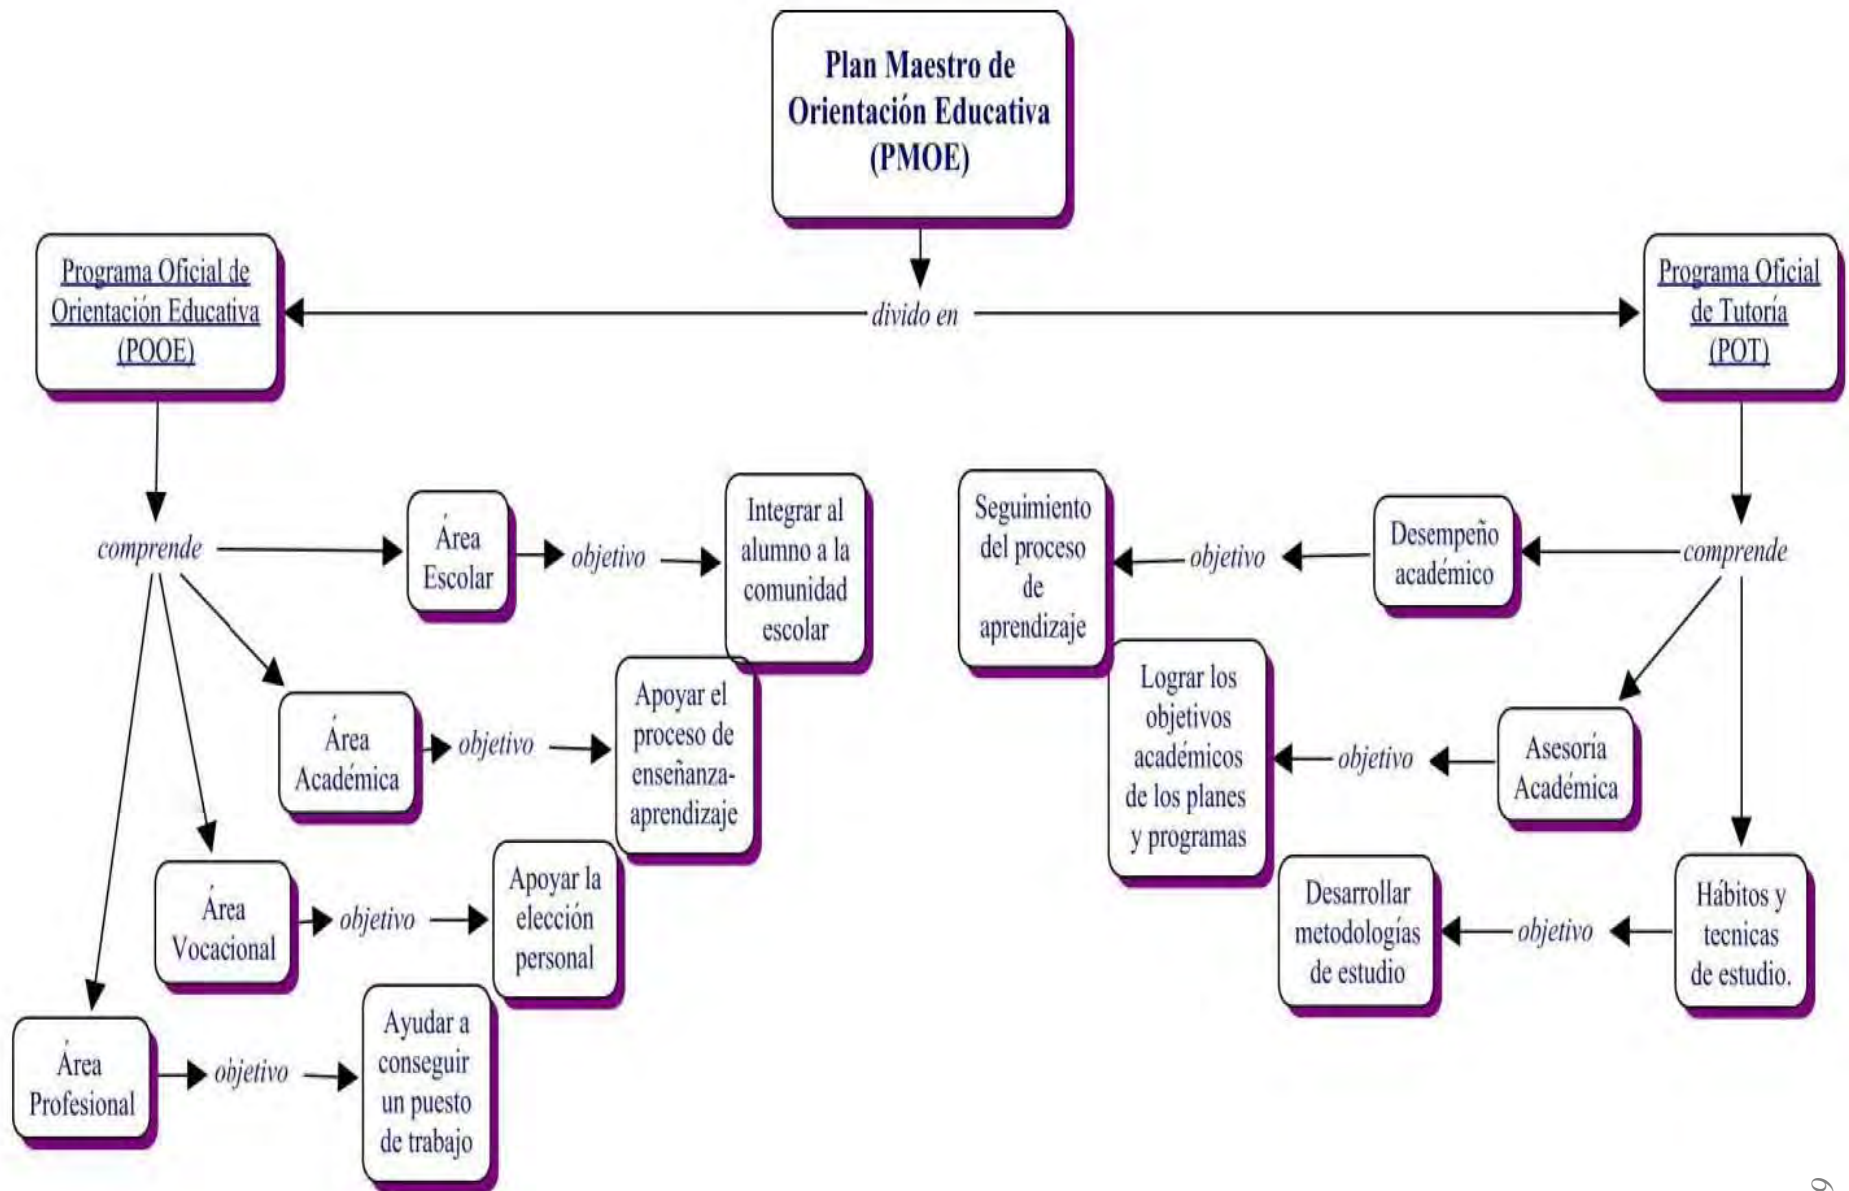 Plan Maestro de
Orientación Educativa
(PMOE)
divido en
Programa Oficial de
Orientación Educativa
(POOE)
comprende
Área
Escolar
objetivo
Integrar al
alumno a la
comunidad
escolar
Área
Académica
objetivo
Apoyar el
proceso de
enseñanza-
aprendizaje
Área
Vocacional
objetivo
Apoyar la
elección
personal
Área
Profesional
objetivo
Ayudar a
conseguir
un puesto
de trabajo
Programa Oficial
de Tutoría
(POT)
comprende
Desempeño
académico
objetivo
Seguimiento
del proceso
de
aprendizaje
Asesoría
Académica
objetivo
Lograr los
objetivos
académicos
de los planes
y programas
Hábitos y
tecnicas
de estudio.
objetivo
Desarrollar
metodologías
de estudio